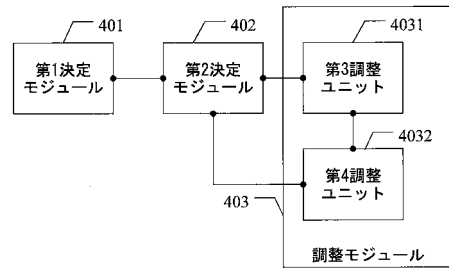 401
402
4031
第1決定
モジュール
第2決定
モジュール
第3調整
ユニット
4032
第4調整
ユニット
403
調整モジュール